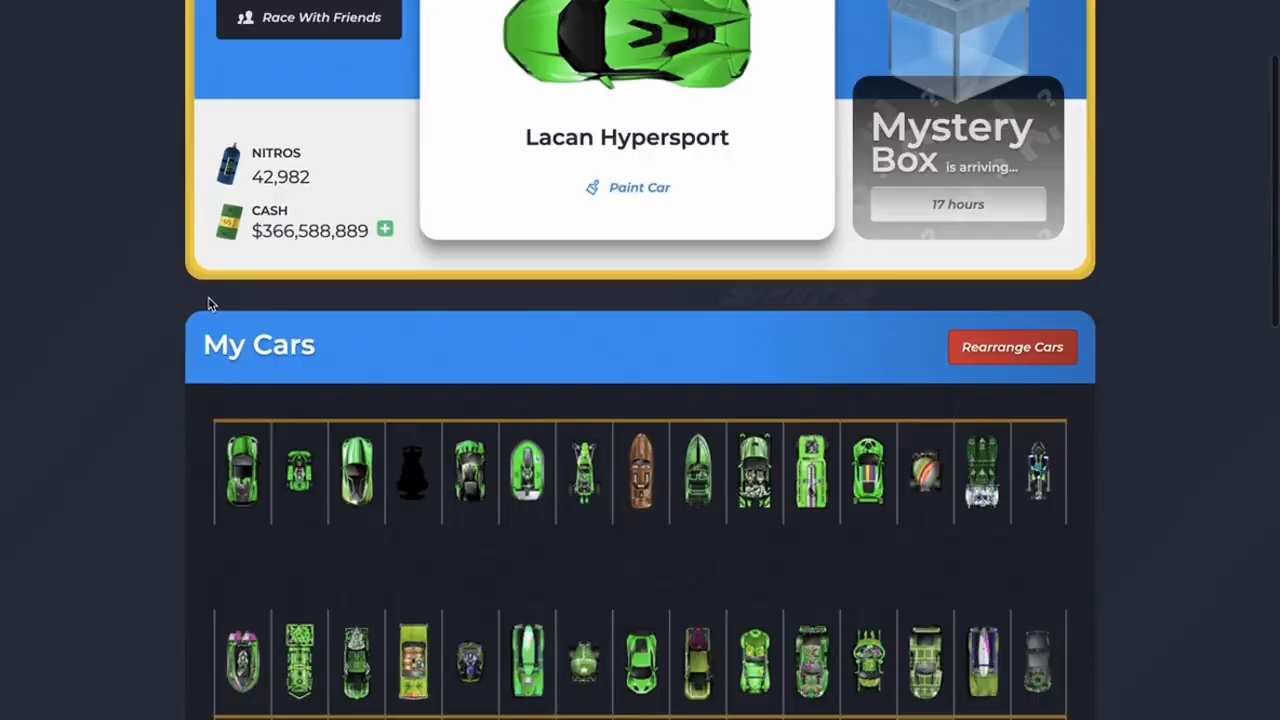 Race With Friends
NITROS
42,982
CASH
$366,588,889
Lacan Hypersport
Paint Car
Mystery
Box is arriving...
17 hours
My Cars
Rearrange Cars